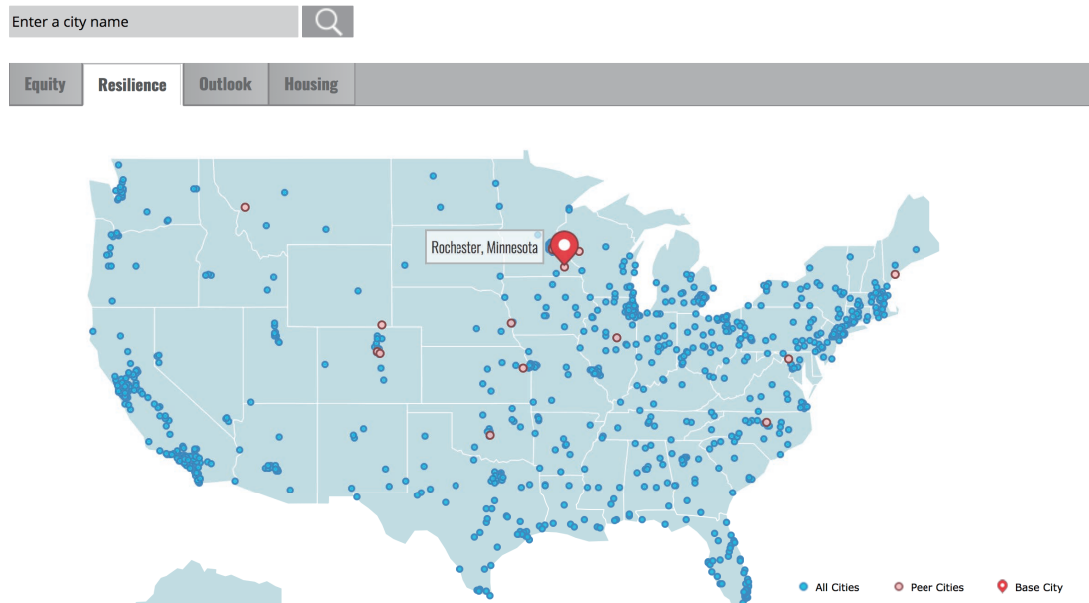 Enter a city name
Equity Resilience Outlook Housing
Rochester, Minnesota
All Cities Peer Cities Base City